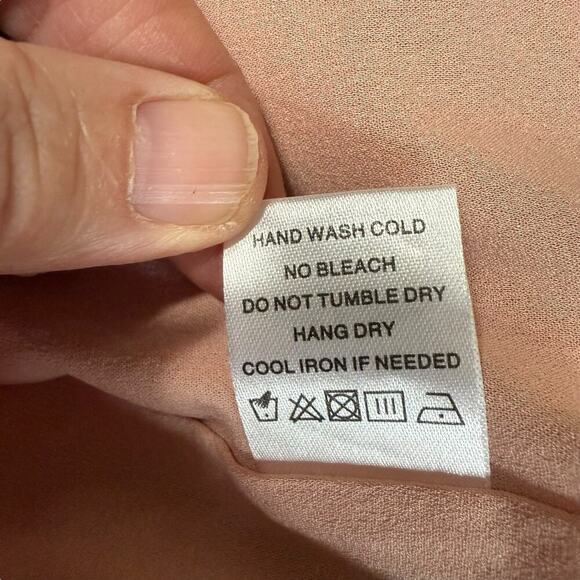 HAND WASH COLD
NO BLEACH
DO NOT TUMBLE DRY
HANG DRY
COOL IRON IF NEEDED